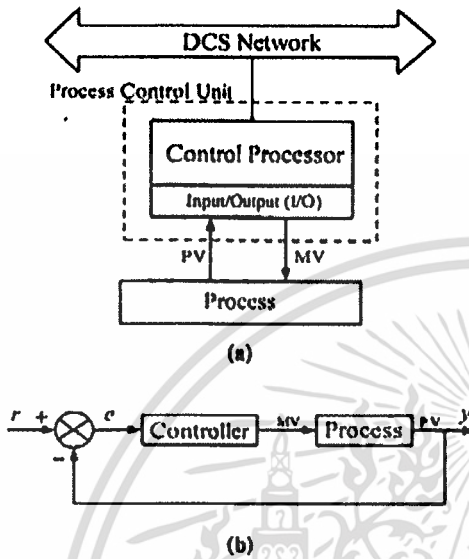 DCS Network
Process Control Unit
Control Processor
Input/Output (I/O)
PV
MV
Process
(a)
r
+
e
Controller
MV
Process
PV
y
-
(b)